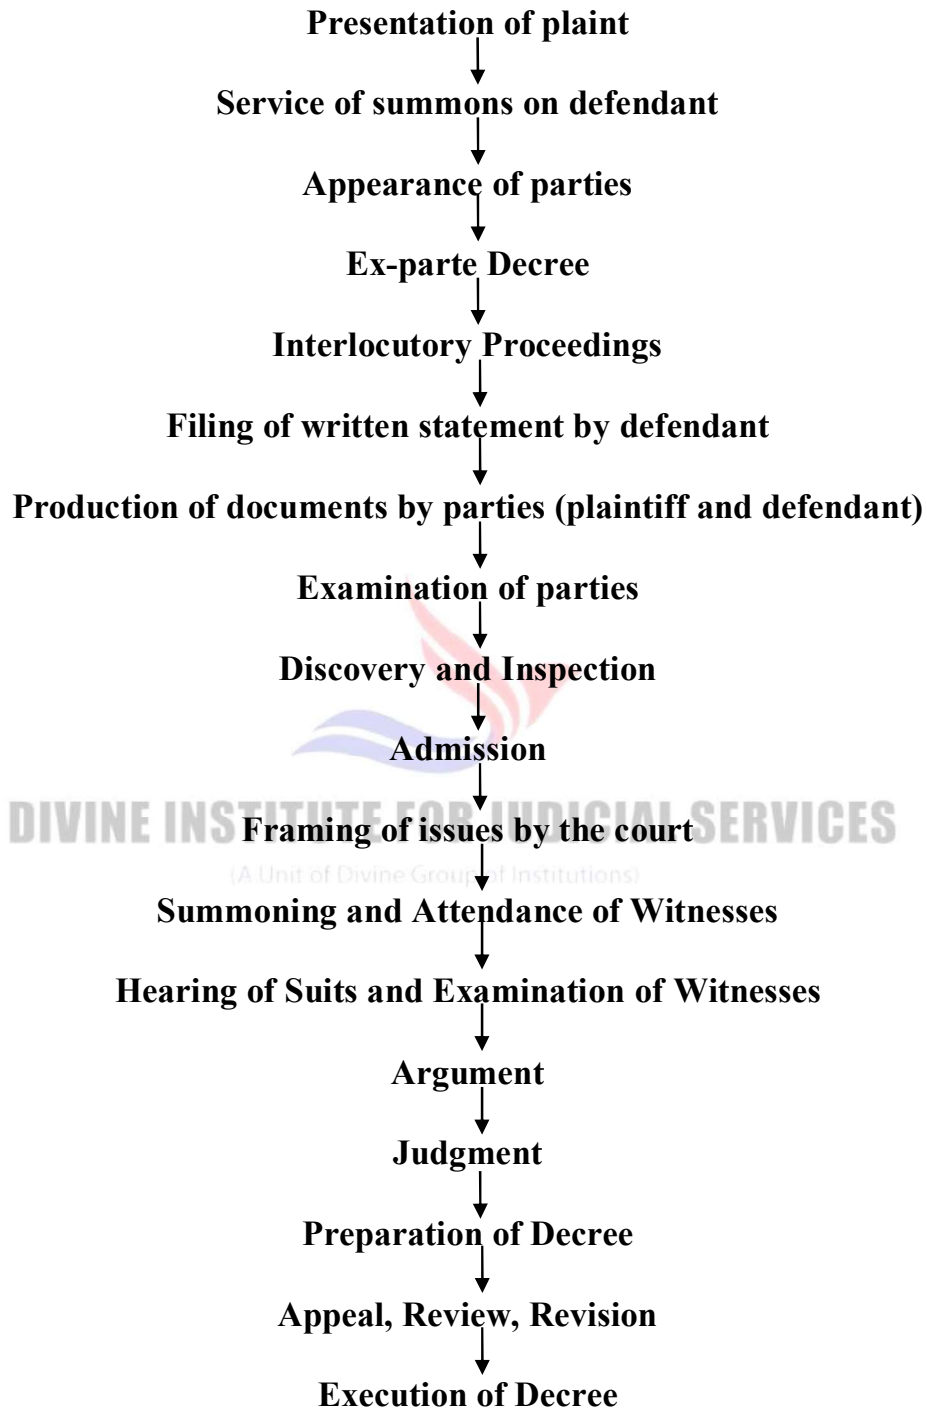 Presentation of plaint
Service of summons on defendant
Appearance of parties
Ex-parte Decree
Interlocutory Proceedings
Filing of written statement by defendant
Production of documents by parties (plaintiff and defendant)
Examination of parties
Discovery and Inspection
Admission
DIVINE INSTITUTE FOR JUDICIAL SERVICES
Framing of issues by the court
(A Unit of Divine Group of Institutions)
Summoning and Attendance of Witnesses
Hearing of Suits and Examination of Witnesses
Argument
Judgment
Preparation of Decree
Appeal, Review, Revision
Execution of Decree